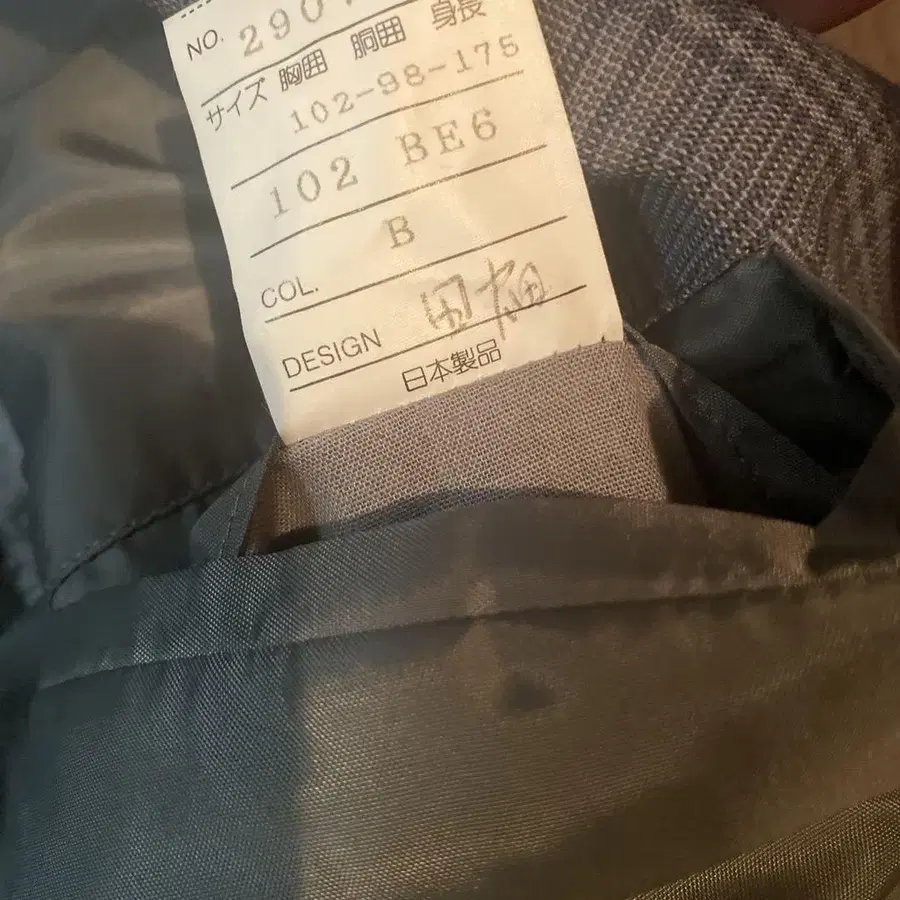 NO. 290
サイズ 胸囲 胴囲 身長
102-98-175
102 BE6
B
COL.
DESIGN
日本製品